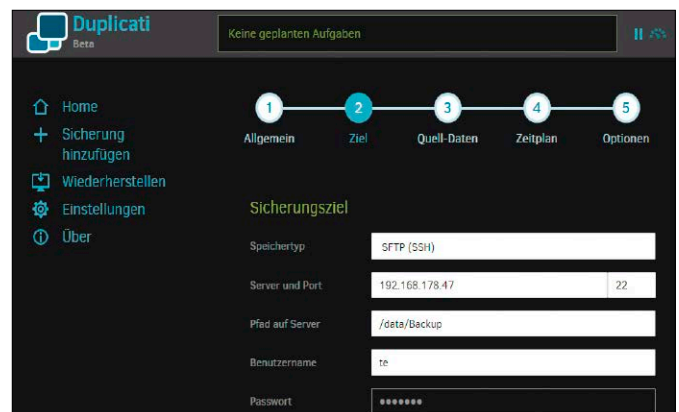 Duplicati
Beta
Keine geplanten Aufgaben
Home
Sicherung
hinzufügen
Wiederherstellen
Einstellungen
Über
1
2
3
4
5
Allgemein
Ziel
Quell-Daten
Zeitplan
Optionen
Sicherungsziel
Speichertyp
SFTP (SSH)
Server und Port
192.168.178.47
22
Pfad auf Server
/data/Backup
Benutzername
te
Passwort
•••••••